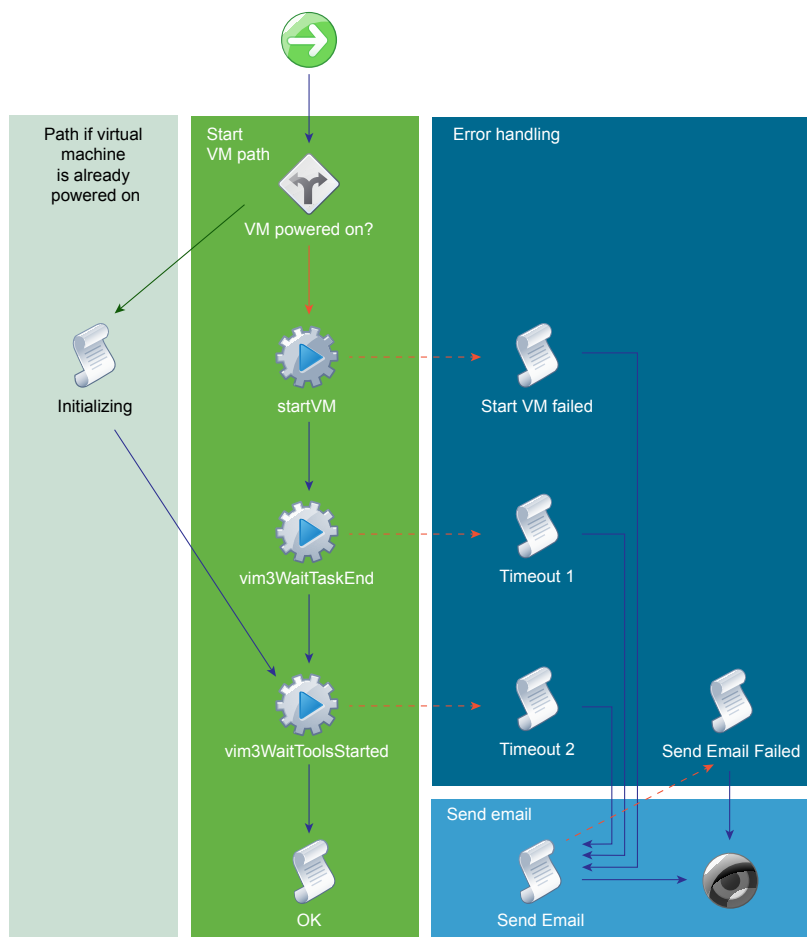 Path if virtual
machine
is already
powered on
Start
VM path
Error handling
VM powered on?
Initializing
startVM
Start VM failed
vim3WaitTaskEnd
Timeout 1
vim3WaitToolsStarted
Timeout 2
Send Email Failed
Send email
OK
Send Email